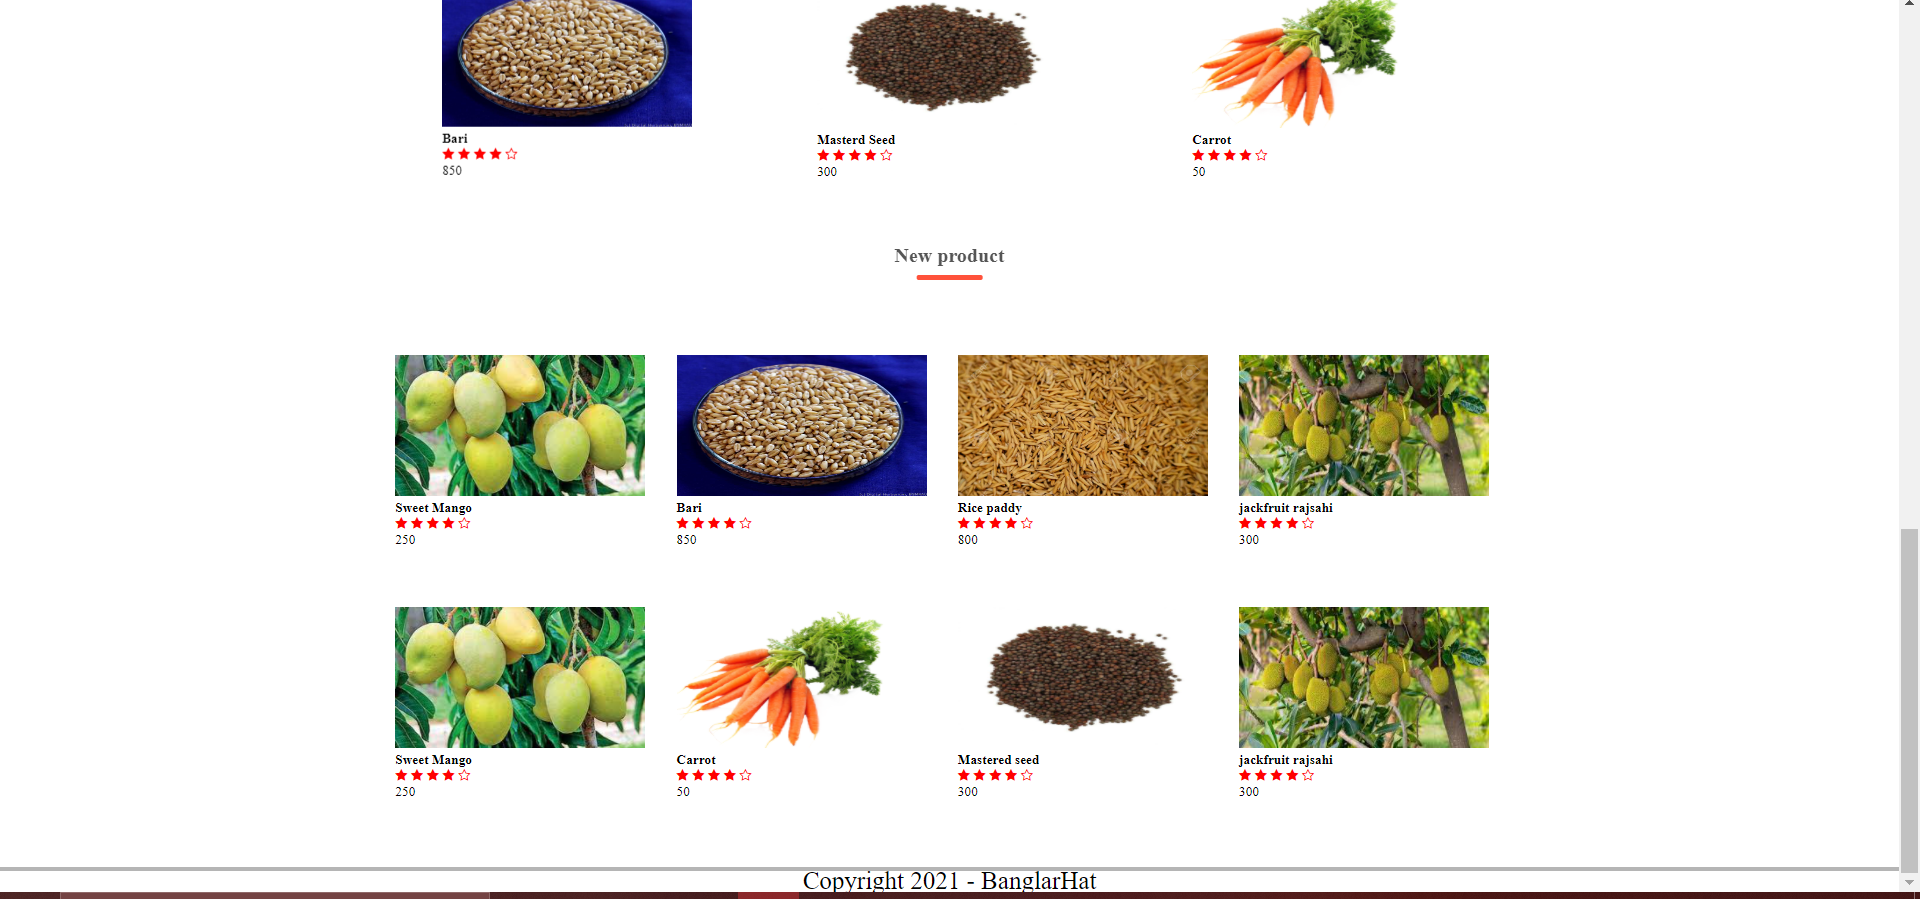 Bari
850
Masterd Seed
300
Carrot
50
New product
Sweet Mango
250
Bari
850
Rice paddy
800
jackfruit rajsahi
300
Sweet Mango
250
Carrot
50
Mastered seed
300
jackfruit rajsahi
300
Copyright 2021 - BanglarHat